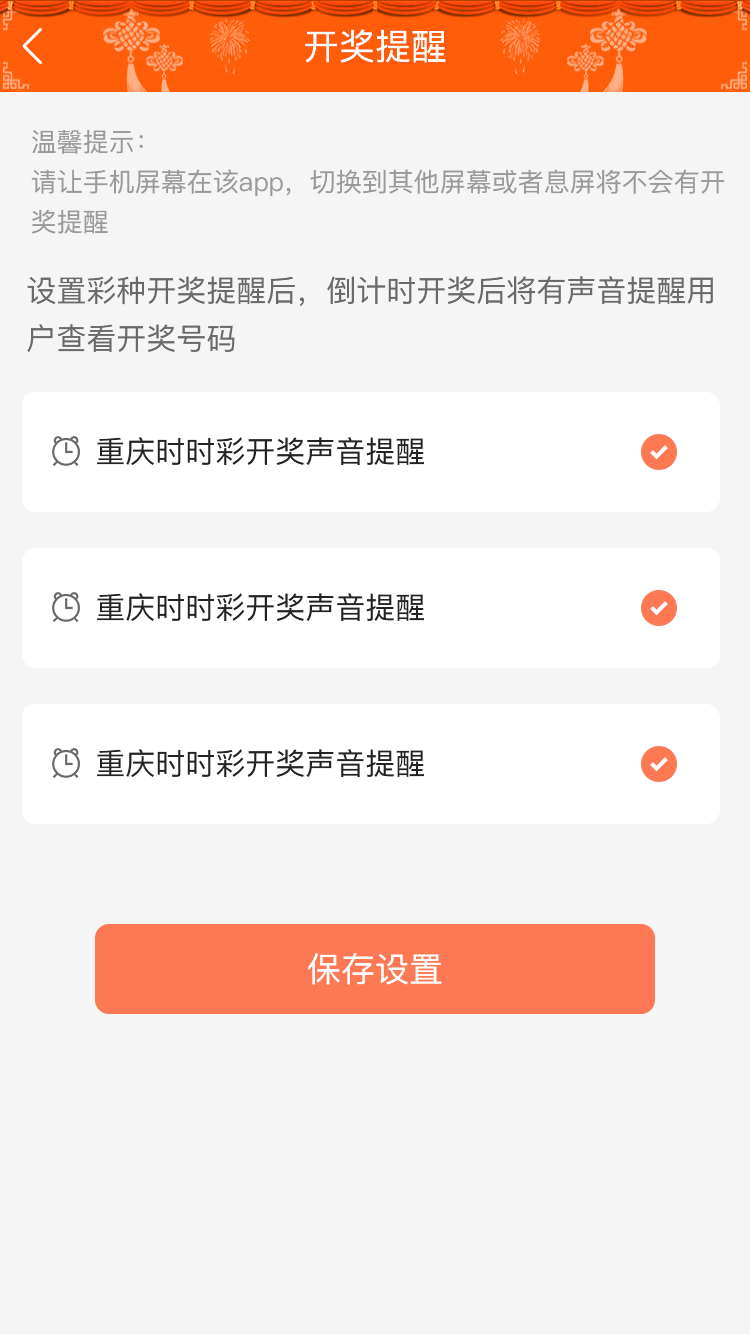 开奖提醒
温馨提示：
请让手机屏幕在该app，切换到其他屏幕或者息屏将不会有开
奖提醒
设置彩种开奖提醒后，倒计时开奖后将有声音提醒用
户查看开奖号码
重庆时时彩开奖声音提醒
重庆时时彩开奖声音提醒
重庆时时彩开奖声音提醒
保存设置